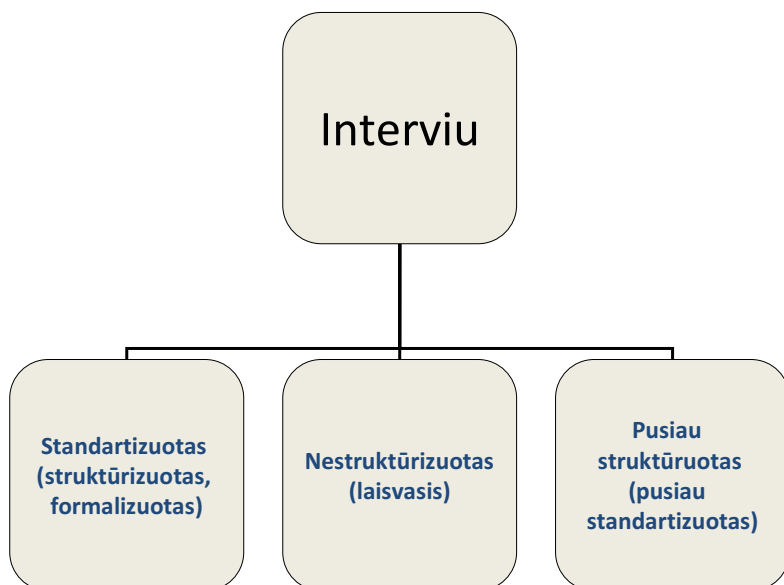 Interviu
Standartizuotas
(struktūrizuotas,
formalizuotas)
Nestruktūrizuotas
(laisvasis)
Pusiau
struktūruotas
(pusiau
standartizuotas)